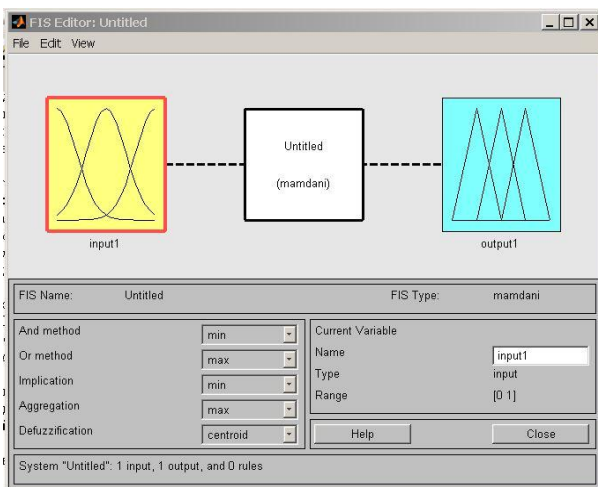 FIS Editor: Untitled
File Edit View
Untitled
(mamdani)
input1
output1
FIS Name: Untitled FIS Type: mamdani
And method min
Or method max
Implication min
Aggregation max
Defuzzification centroid
Current Variable
Name input1
Type input
Range [0 1]
Help Close
System "Untitled": 1 input, 1 output, and 0 rules